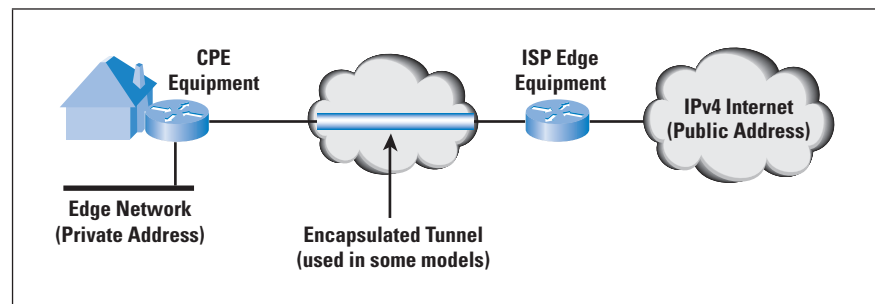 CPE
Equipment
ISP Edge
Equipment
IPv4 Internet
(Public Address)
Edge Network
(Private Address)
Encapsulated Tunnel
(used in some models)